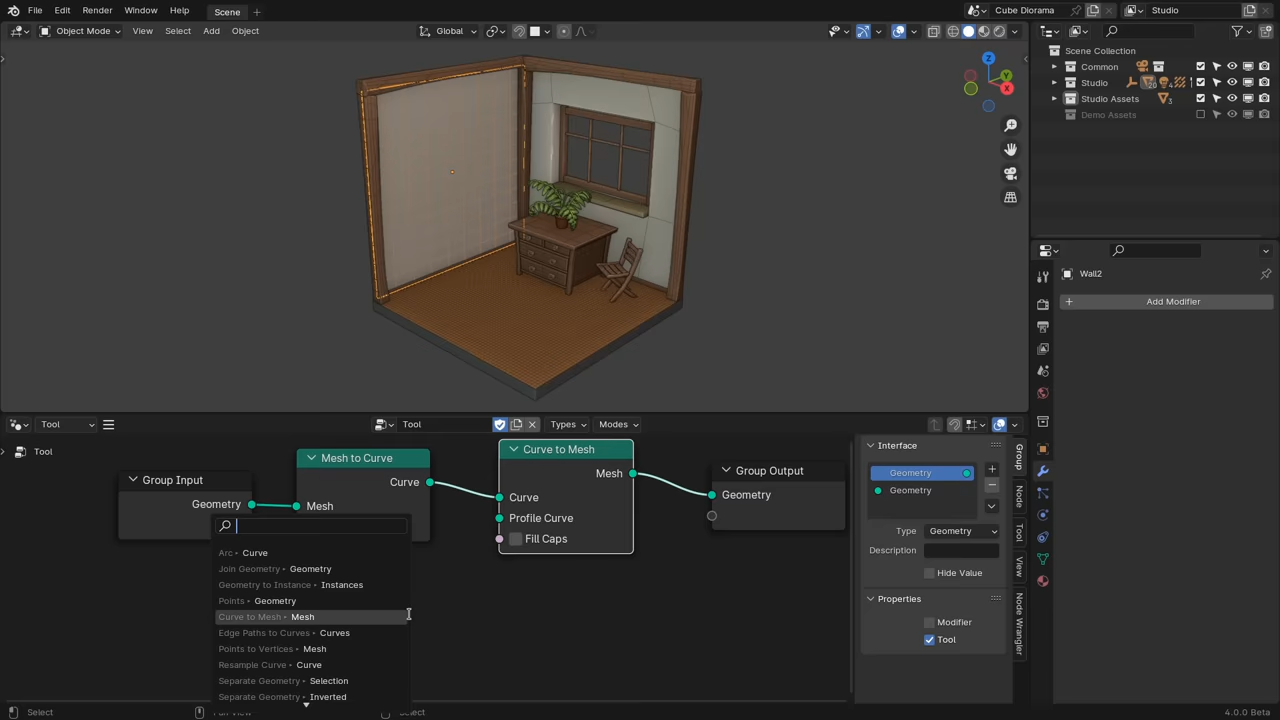 File Edit Render Window Help Scene + Cube Diorama Studio
Object Mode View Select Add Object Global
Scene Collection
Common
Studio
Studio Assets
Demo Assets
Wall2
+ Add Modifier
Tool Tool Types Modes
Tool
Curve to Mesh
Mesh
Curve
Profile Curve
Fill Caps
Mesh to Curve
Curve
Mesh
Group Input
Geometry
Group Output
Geometry
Arc ▸ Curve
Join Geometry ▸ Geometry
Geometry to Instance ▸ Instances
Points ▸ Geometry
Curve to Mesh ▸ Mesh
Edge Paths to Curves ▸ Curves
Points to Vertices ▸ Mesh
Resample Curve ▸ Curve
Separate Geometry ▸ Selection
Separate Geometry ▸ Inverted
Interface
Geometry
Geometry
Type Geometry
Description
Hide Value
Properties
Modifier
Tool
Group
Node
Tool
Node Wrangler
Select Select 4.0.0 Beta
X
Y
Z